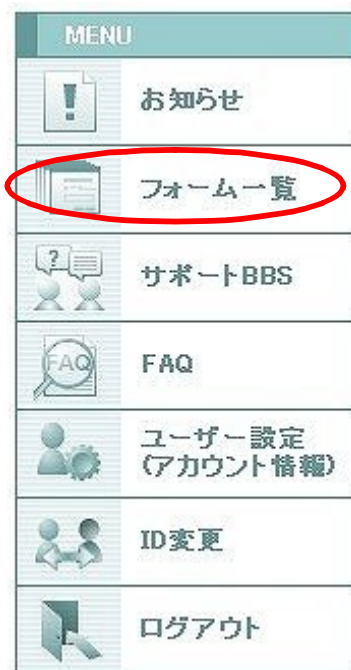 MENU
!
お知らせ
フォーム一覧
?
サポートBBS
FAQ
FAQ
ユーザー設定
(アカウント情報)
ID変更
ログアウト